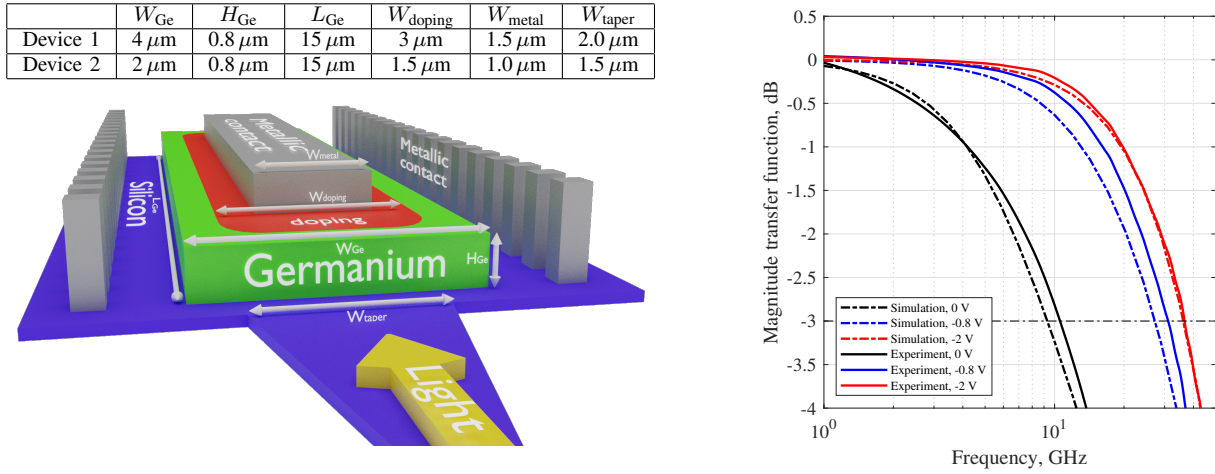 W_Ge H_Ge L_Ge W_doping W_metal W_taper
Device 1 4 μm 0.8 μm 15 μm 3 μm 1.5 μm 2.0 μm
Device 2 2 μm 0.8 μm 15 μm 1.5 μm 1.0 μm 1.5 μm
Metallic
contact
Metallic
contact
W_metal
Silicon
L_Ge
W_doping
doping
W_Ge
Germanium
H_Ge
W_taper
Light
Magnitude transfer function, dB
0.5
0
-0.5
-1
-1.5
-2
-2.5
-3
-3.5
-4
Simulation, 0 V
Simulation, -0.8 V
Simulation, -2 V
Experiment, 0 V
Experiment, -0.8 V
Experiment, -2 V
10^0 10^1
Frequency, GHz